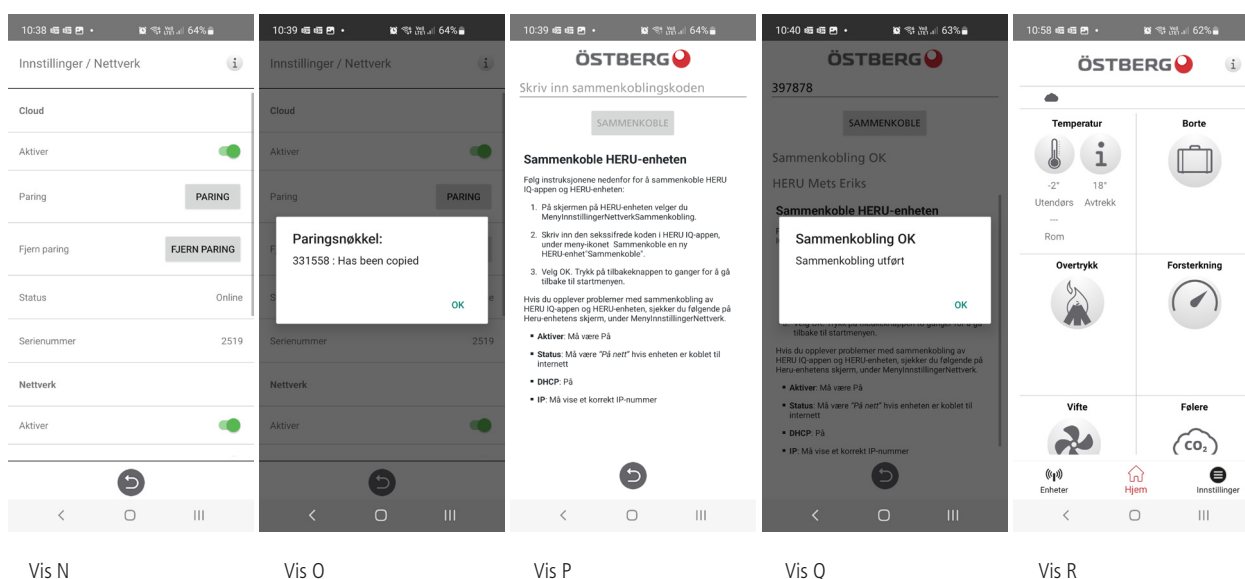 10:38 64%
Innstillinger / Nettverk i
Cloud
Aktiver
Paring PARING
Fjern paring FJERN PARING
Status Online
Serienummer 2519
Nettverk
Aktiver
Vis N
10:39 64%
Innstillinger / Nettverk i
Cloud
Aktiver
Paring PARING
Paringsnøkkel:
331558 : Has been copied
OK
Serienummer 2519
Nettverk
Aktiver
Vis O
10:39 64%
ÖSTBERG
Skriv inn sammenkoblingskoden
SAMMENKOBLE
Sammenkoble HERU-enheten
Følg instruksjonene nedenfor for å sammenkoble HERU
IQ-appen og HERU-enheten:
1. På skjermen på HERU-enheten velger du
MenyInnstillingerNettverkSammenkobling.
2. Skriv inn den sekssifrede koden i HERU IQ-appen,
under meny-ikonet Sammenkoble en ny
HERU-enhet"Sammenkoble".
3. Velg OK. Trykk på tilbakeknappen to ganger for å gå
tilbake til startmenyen.
Hvis du opplever problemer med sammenkobling av
HERU IQ-appen og HERU-enheten, sjekker du følgende på
Heru-enhetens skjerm, under MenyInnstillingerNettverk.
▪ Aktiver: Må være På
▪ Status: Må være "På nett" hvis enheten er koblet til
internett
▪ DHCP: På
▪ IP: Må vise et korrekt IP-nummer
Vis P
10:40 63%
ÖSTBERG
397878
SAMMENKOBLE
Sammenkobling OK
HERU Mets Eriks
Sammenkoble HERU-enheten
Sammenkobling OK
Sammenkobling utført
OK
tilbake til startmenyen.
Hvis du opplever problemer med sammenkobling av
HERU IQ-appen og HERU-enheten, sjekker du følgende på
Heru-enhetens skjerm, under MenyInnstillingerNettverk.
▪ Aktiver: Må være På
▪ Status: Må være "På nett" hvis enheten er koblet til
internett
▪ DHCP: På
▪ IP: Må vise et korrekt IP-nummer
Vis Q
10:58 62%
ÖSTBERG i
Temperatur Borte
i
-2° 18°
Utendørs Avtrekk
---
Rom
Overtrykk Forsterkning
Vifte Følere
CO₂
Enheter Hjem Innstillinger
Vis R